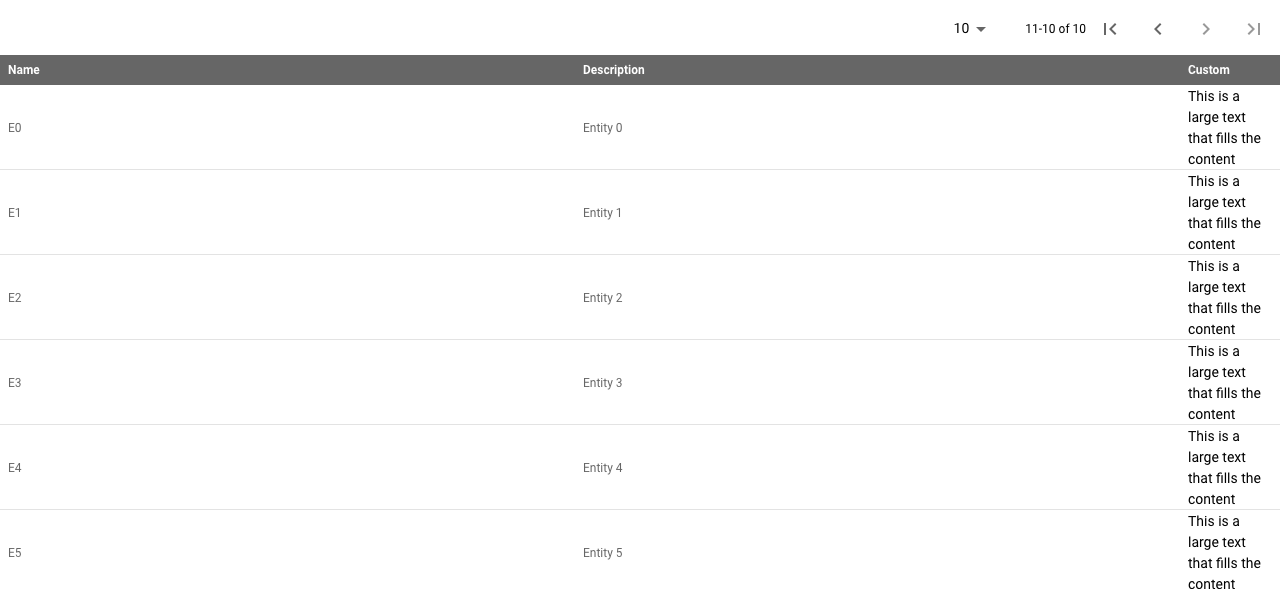 10 11-10 of 10
Name Description Custom
E0 Entity 0 This is a
large text
that fills the
content
E1 Entity 1 This is a
large text
that fills the
content
E2 Entity 2 This is a
large text
that fills the
content
E3 Entity 3 This is a
large text
that fills the
content
E4 Entity 4 This is a
large text
that fills the
content
E5 Entity 5 This is a
large text
that fills the
content